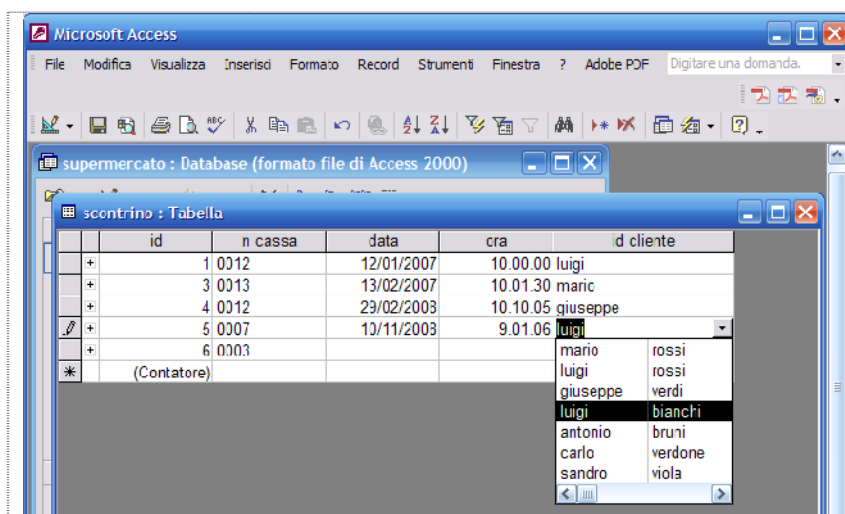 Microsoft Access
File Modifica Visualizza Inserisci Formato Record Strumenti Finestra ? Adobe PDF Digitare una domanda.
supermercato : Database (formato file di Access 2000)
scontrino : Tabella
id n cassa data ora id cliente
1 0012 12/01/2007 10.00.00 luigi
3 0013 13/02/2007 10.01.30 mario
4 0012 29/02/2008 10.10.05 giuseppe
5 0007 10/11/2008 9.01.06 luigi
6 0003
(Contatore)
mario rossi
luigi rossi
giuseppe verdi
luigi bianchi
antonio bruni
carlo verdone
sandro viola